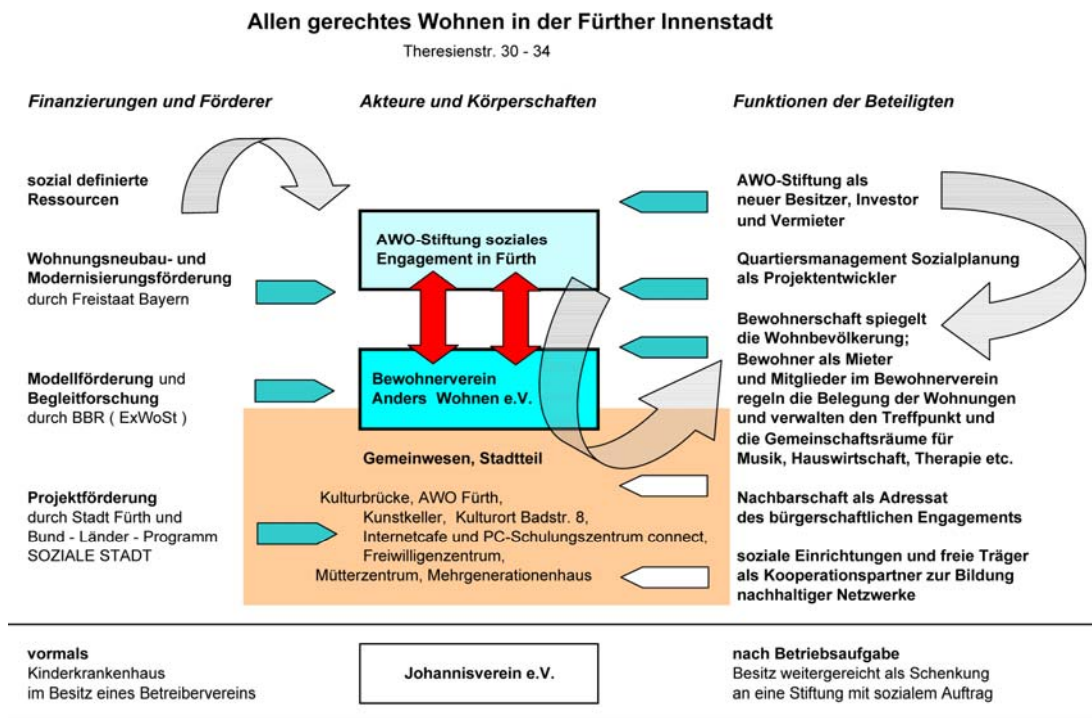 Allen gerechtes Wohnen in der Fürther Innenstadt
Theresienstr. 30 - 34
Finanzierungen und Förderer
Akteure und Körperschaften
Funktionen der Beteiligten
sozial definierte
Ressourcen
Wohnungsneubau- und
Modernisierungsförderung
durch Freistaat Bayern
Modellförderung und
Begleitforschung
durch BBR ( ExWoSt )
Projektförderung
durch Stadt Fürth und
Bund - Länder - Programm
SOZIALE STADT
AWO-Stiftung soziales
Engagement in Fürth
Bewohnerverein
Anders Wohnen e.V.
Gemeinwesen, Stadtteil
Kulturbrücke, AWO Fürth,
Kunstkeller, Kulturort Badstr. 8,
Internetcafe und PC-Schulungszentrum connect,
Freiwilligenzentrum,
Mütterzentrum, Mehrgenerationenhaus
AWO-Stiftung als
neuer Besitzer, Investor
und Vermieter
Quartiersmanagement Sozialplanung
als Projektentwickler
Bewohnerschaft spiegelt
die Wohnbevölkerung;
Bewohner als Mieter
und Mitglieder im Bewohnerverein
regeln die Belegung der Wohnungen
und verwalten den Treffpunkt und
die Gemeinschaftsräume für
Musik, Hauswirtschaft, Therapie etc.
Nachbarschaft als Adressat
des bürgerschaftlichen Engagements
soziale Einrichtungen und freie Träger
als Kooperationspartner zur Bildung
nachhaltiger Netzwerke
vormals
Kinderkrankenhaus
im Besitz eines Betreibervereins
Johannisverein e.V.
nach Betriebsaufgabe
Besitz weitergereicht als Schenkung
an eine Stiftung mit sozialem Auftrag